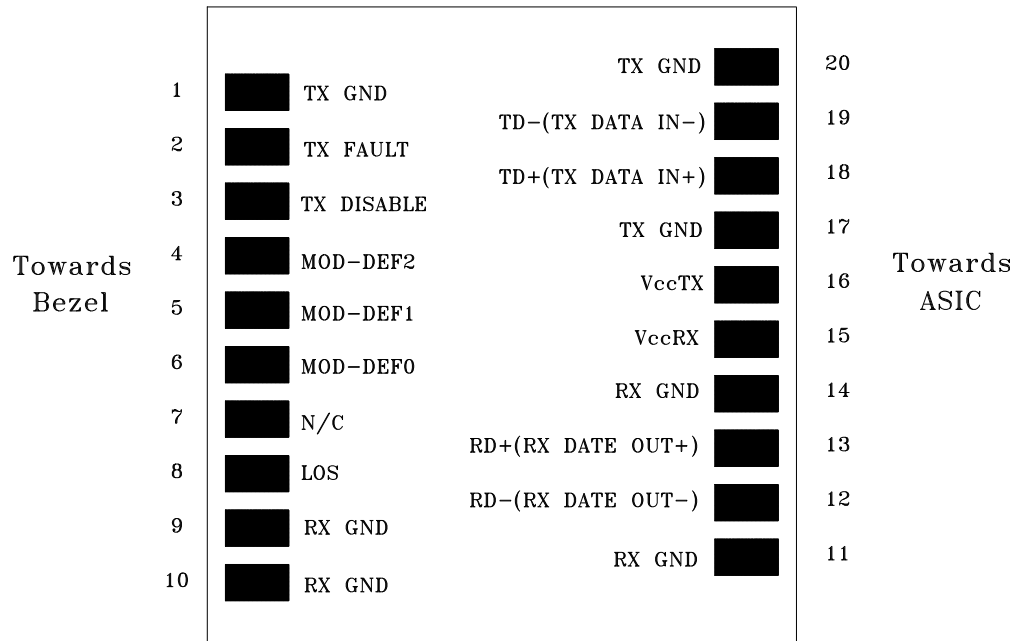 Towards
Bezel
1 TX GND
2 TX FAULT
3 TX DISABLE
4 MOD-DEF2
5 MOD-DEF1
6 MOD-DEF0
7 N/C
8 LOS
9 RX GND
10 RX GND
TX GND 20
TD-(TX DATA IN-) 19
TD+(TX DATA IN+) 18
TX GND 17
VccTX 16
VccRX 15
RX GND 14
RD+(RX DATE OUT+) 13
RD-(RX DATE OUT-) 12
RX GND 11
Towards
ASIC